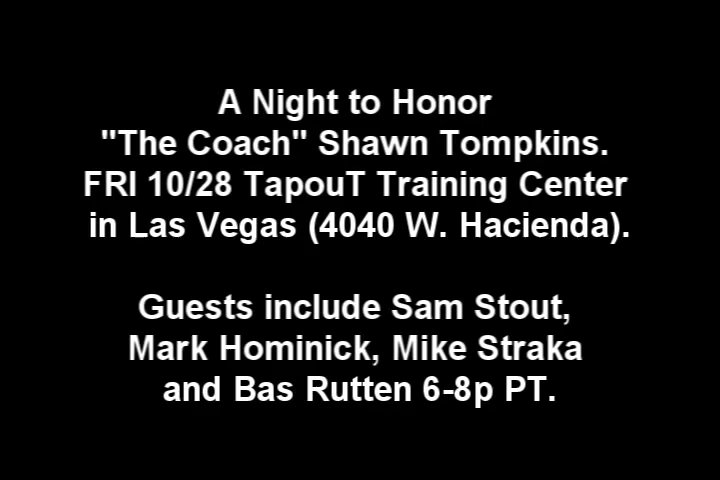 A Night to Honor
"The Coach" Shawn Tompkins.
FRI 10/28 TapouT Training Center
in Las Vegas (4040 W. Hacienda).
Guests include Sam Stout,
Mark Hominick, Mike Straka
and Bas Rutten 6-8p PT.